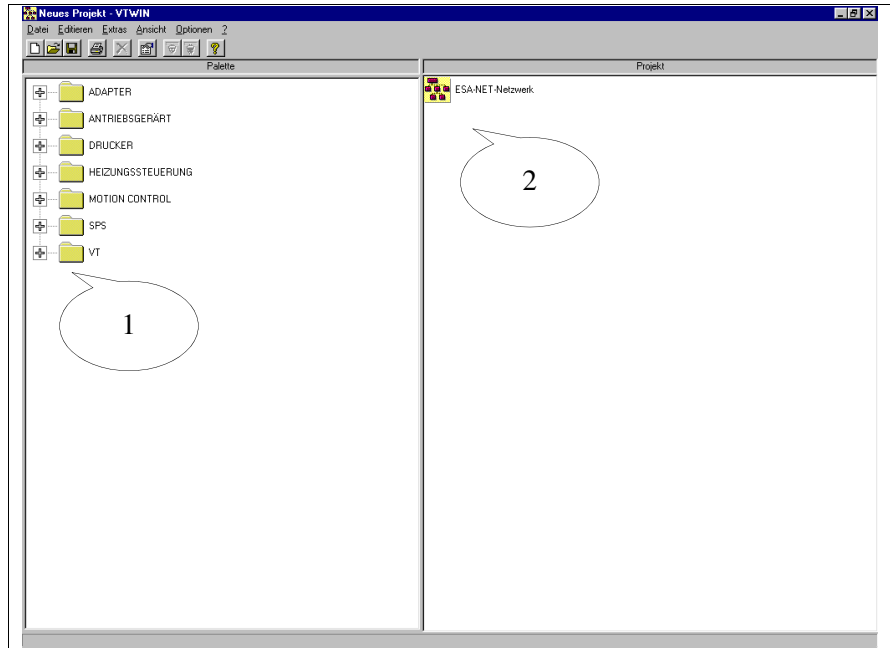 Neues Projekt - VTWIN
Datei Editieren Extras Ansicht Optionen ?
Palette
Projekt
ADAPTER
ANTRIEBSGERÄRT
DRUCKER
HEIZUNGSSTEUERUNG
MOTION CONTROL
SPS
VT
1
ESA-NET-Netzwerk
2